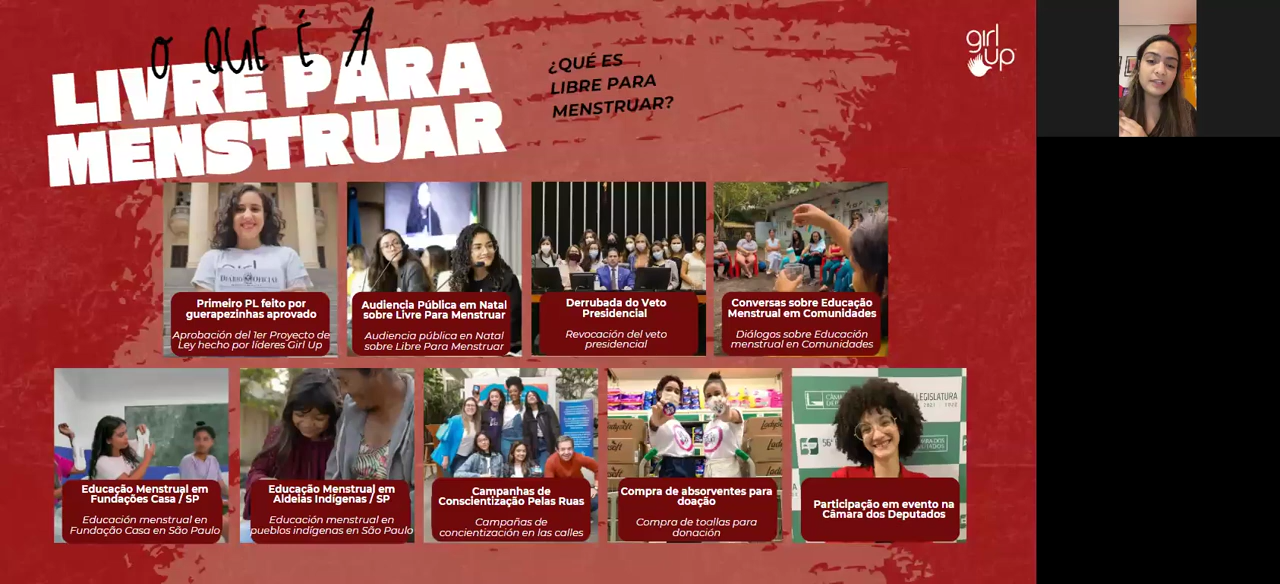 O QUE É A
LIVRE PARA
MENSTRUAR
¿QUÉ ES
LIBRE PARA
MENSTRUAR?
girl
up
DIARIO OFICIAL
Primeiro PL feito por
guerapezinhas aprovado
Aprobación del 1er Proyecto de
Ley hecho por líderes Girl Up
Audiencia Pública em Natal
sobre Livre Para Menstruar
Audiencia pública en Natal
sobre Libre Para Menstruar
Derrubada do Veto
Presidencial
Revocación del veto
presidencial
Conversas sobre Educação
Menstrual em Comunidades
Diálogos sobre Educación
menstrual en Comunidades
Educação Menstrual em
Fundações Casa / SP
Educación menstrual en
Fundação Casa en São Paulo
Educação Menstrual em
Aldeias Indígenas / SP
Educación menstrual en
pueblos indígenas en São Paulo
Campanhas de
Conscientização Pelas Ruas
Campañas de
concientización en las calles
Ladysoft
Compra de absorventes para
doação
Compra de toallas para
donación
LEGISLATURA
56
Participação em evento na
Câmara dos Deputados